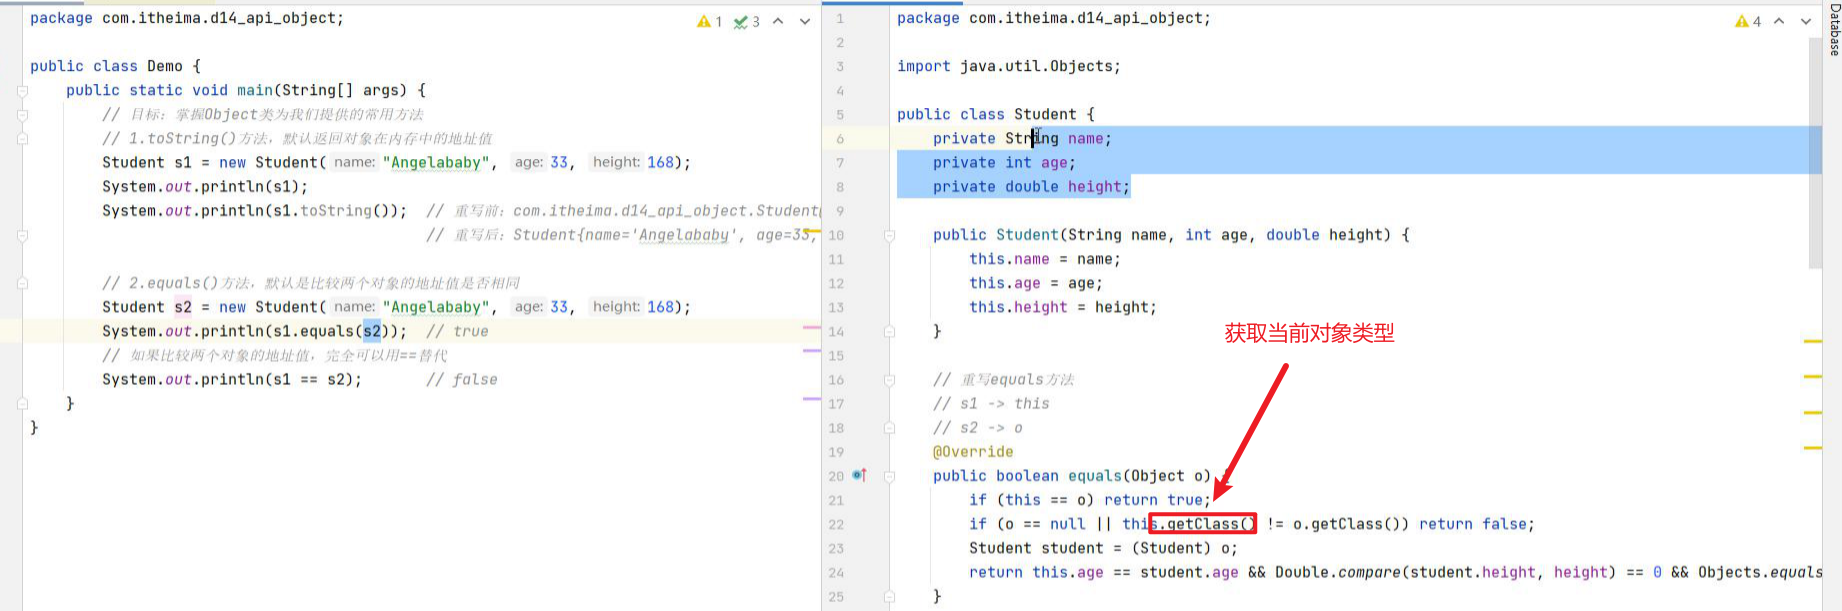 package com.itheima.d14_api_object;
1 3
public class Demo {
public static void main(String[] args) {
// 目标：掌握Object类为我们提供的常用方法
// 1.toString()方法，默认返回对象在内存中的地址值
Student s1 = new Student( name: "Angelababy", age: 33, height: 168);
System.out.println(s1);
System.out.println(s1.toString()); // 重写前：com.itheima.d14_api_object.Student@
// 重写后：Student{name='Angelababy', age=33,
// 2.equals()方法，默认是比较两个对象的地址值是否相同
Student s2 = new Student( name: "Angelababy", age: 33, height: 168);
System.out.println(s1.equals(s2)); // true
// 如果比较两个对象的地址值，完全可以用==替代
System.out.println(s1 == s2); // false
}
}
1 package com.itheima.d14_api_object;
4
2
3 import java.util.Objects;
4
5 public class Student {
6 private String name;
7 private int age;
8 private double height;
9
10 public Student(String name, int age, double height) {
11 this.name = name;
12 this.age = age;
13 this.height = height;
14 }
15
获取当前对象类型
16 // 重写equals方法
17 // s1 -> this
18 // s2 -> o
19 @Override
20 public boolean equals(Object o) {
21 if (this == o) return true;
22 if (o == null || this.getClass() != o.getClass()) return false;
23 Student student = (Student) o;
24 return this.age == student.age && Double.compare(student.height, height) == 0 && Objects.equals
25 }
Database